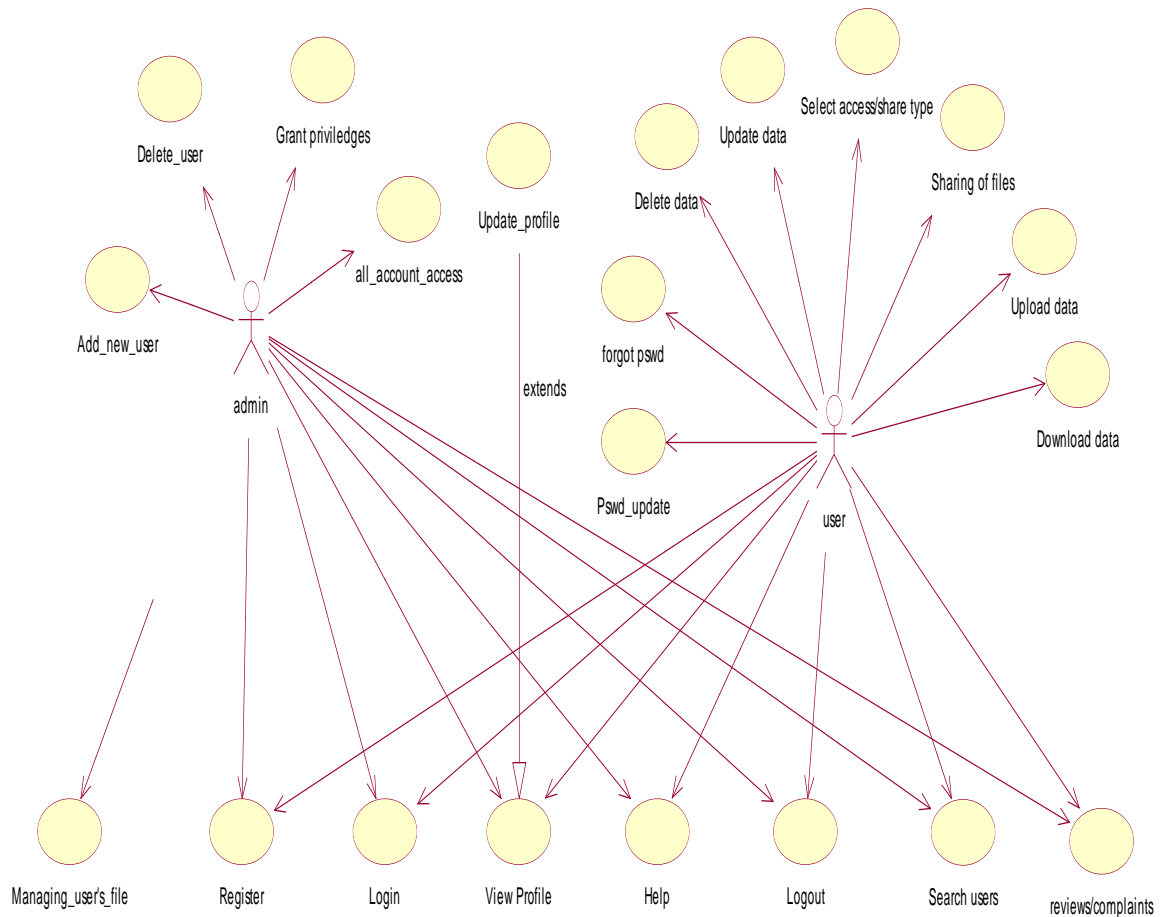 Select access/share type
Grant priviledges
Update data
Delete_user
Sharing of files
Delete data
Update_profile
all_account_access
Upload data
Add_new_user
forgot pswd
extends
admin
Download data
Pswd_update
user
Managing_user's_file
Register
Login
View Profile
Help
Logout
Search users
reviews/complaints